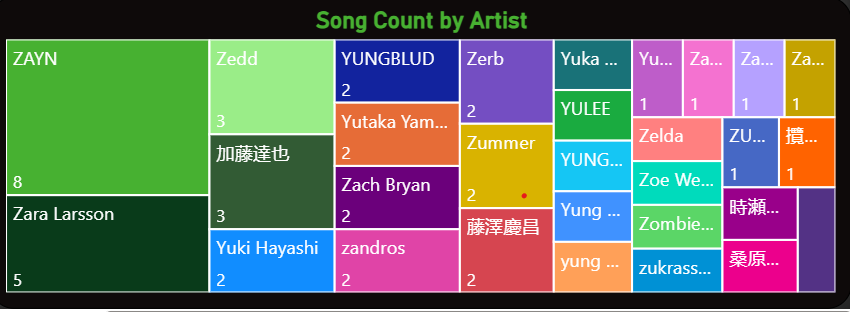 Song Count by Artist
ZAYN
8
Zara Larsson
5
Zedd
3
加藤達也
3
Yuki Hayashi
2
YUNGBLUD
2
Yutaka Yam...
2
Zach Bryan
2
zandros
2
Zerb
2
Zummer
2
藤澤慶昌
2
Yuka ...
YULEE
YUNG...
Yung ...
yung ...
Yu...
1
Za...
1
Za...
1
Za...
1
Zelda
Zoe We...
Zombie...
zukrass...
ZU...
1
攬...
1
時瀬...
桑原...